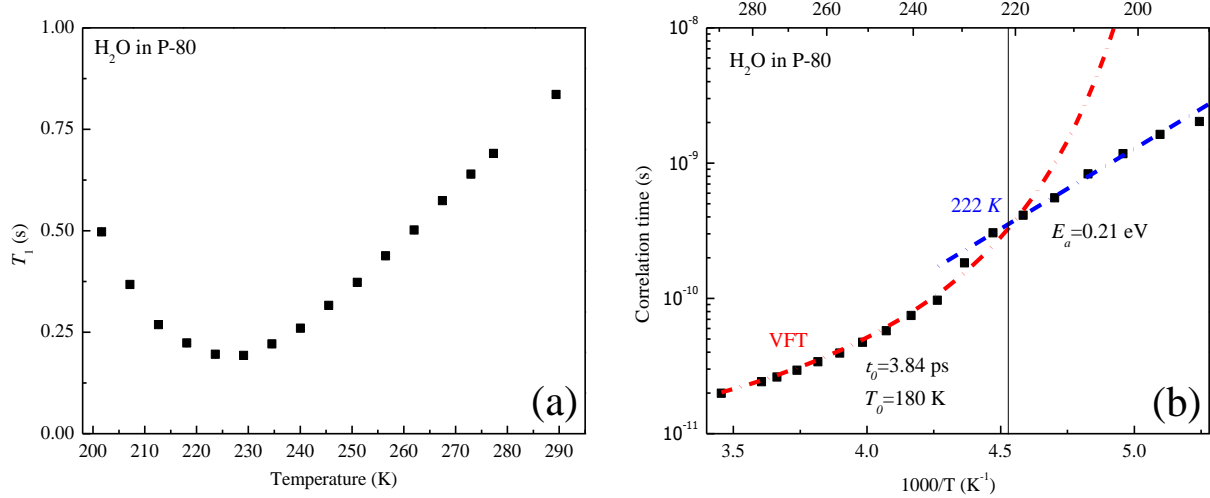 1.00
0.75
0.50
0.25
0.00
H₂O in P-80
T₁ (s)
(a)
200 210 220 230 240 250 260 270 280 290
Temperature (K)
280 260 240 220 200
10⁻⁸
10⁻⁹
10⁻¹⁰
10⁻¹¹
H₂O in P-80
Correlation time (s)
222 K
Eₐ=0.21 eV
VFT
t₀=3.84 ps
T₀=180 K
(b)
3.5 4.0 4.5 5.0
1000/T (K⁻¹)